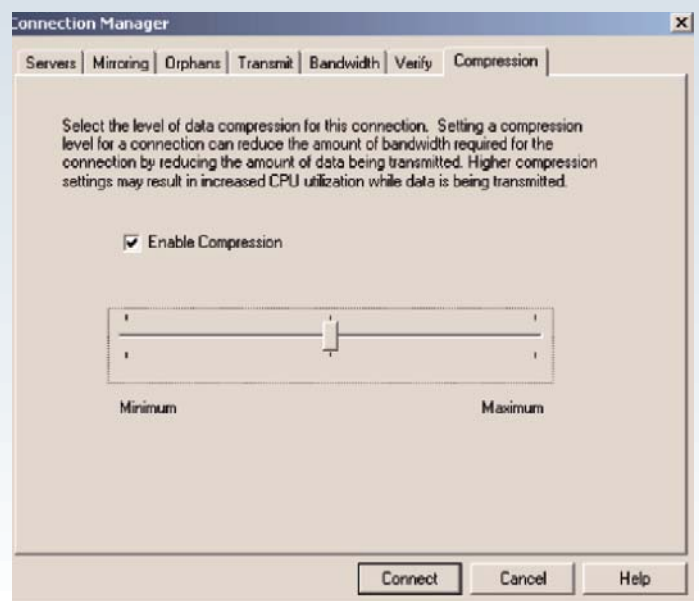 Connection Manager
Servers Mirroring Orphans Transmit Bandwidth Verify Compression
Select the level of data compression for this connection. Setting a compression
level for a connection can reduce the amount of bandwidth required for the
connection by reducing the amount of data being transmitted. Higher compression
settings may result in increased CPU utilization while data is being transmitted.
Enable Compression
Minimum Maximum
Connect Cancel Help